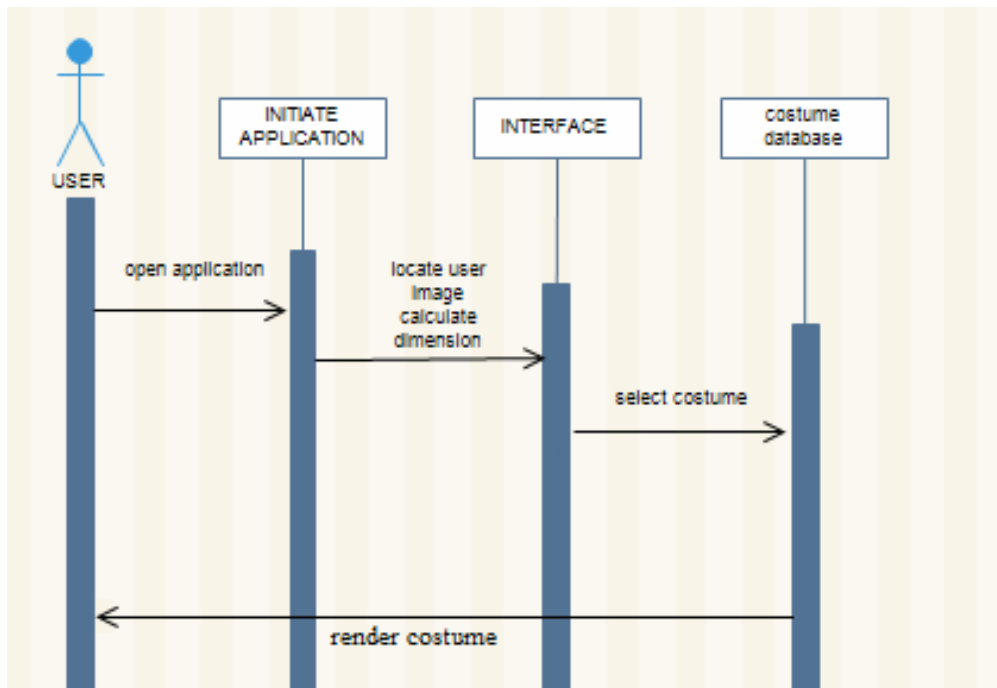 INITIATE
APPLICATION
INTERFACE
costume
database
USER
open application
locate user
image
calculate
dimension
select costume
render costume